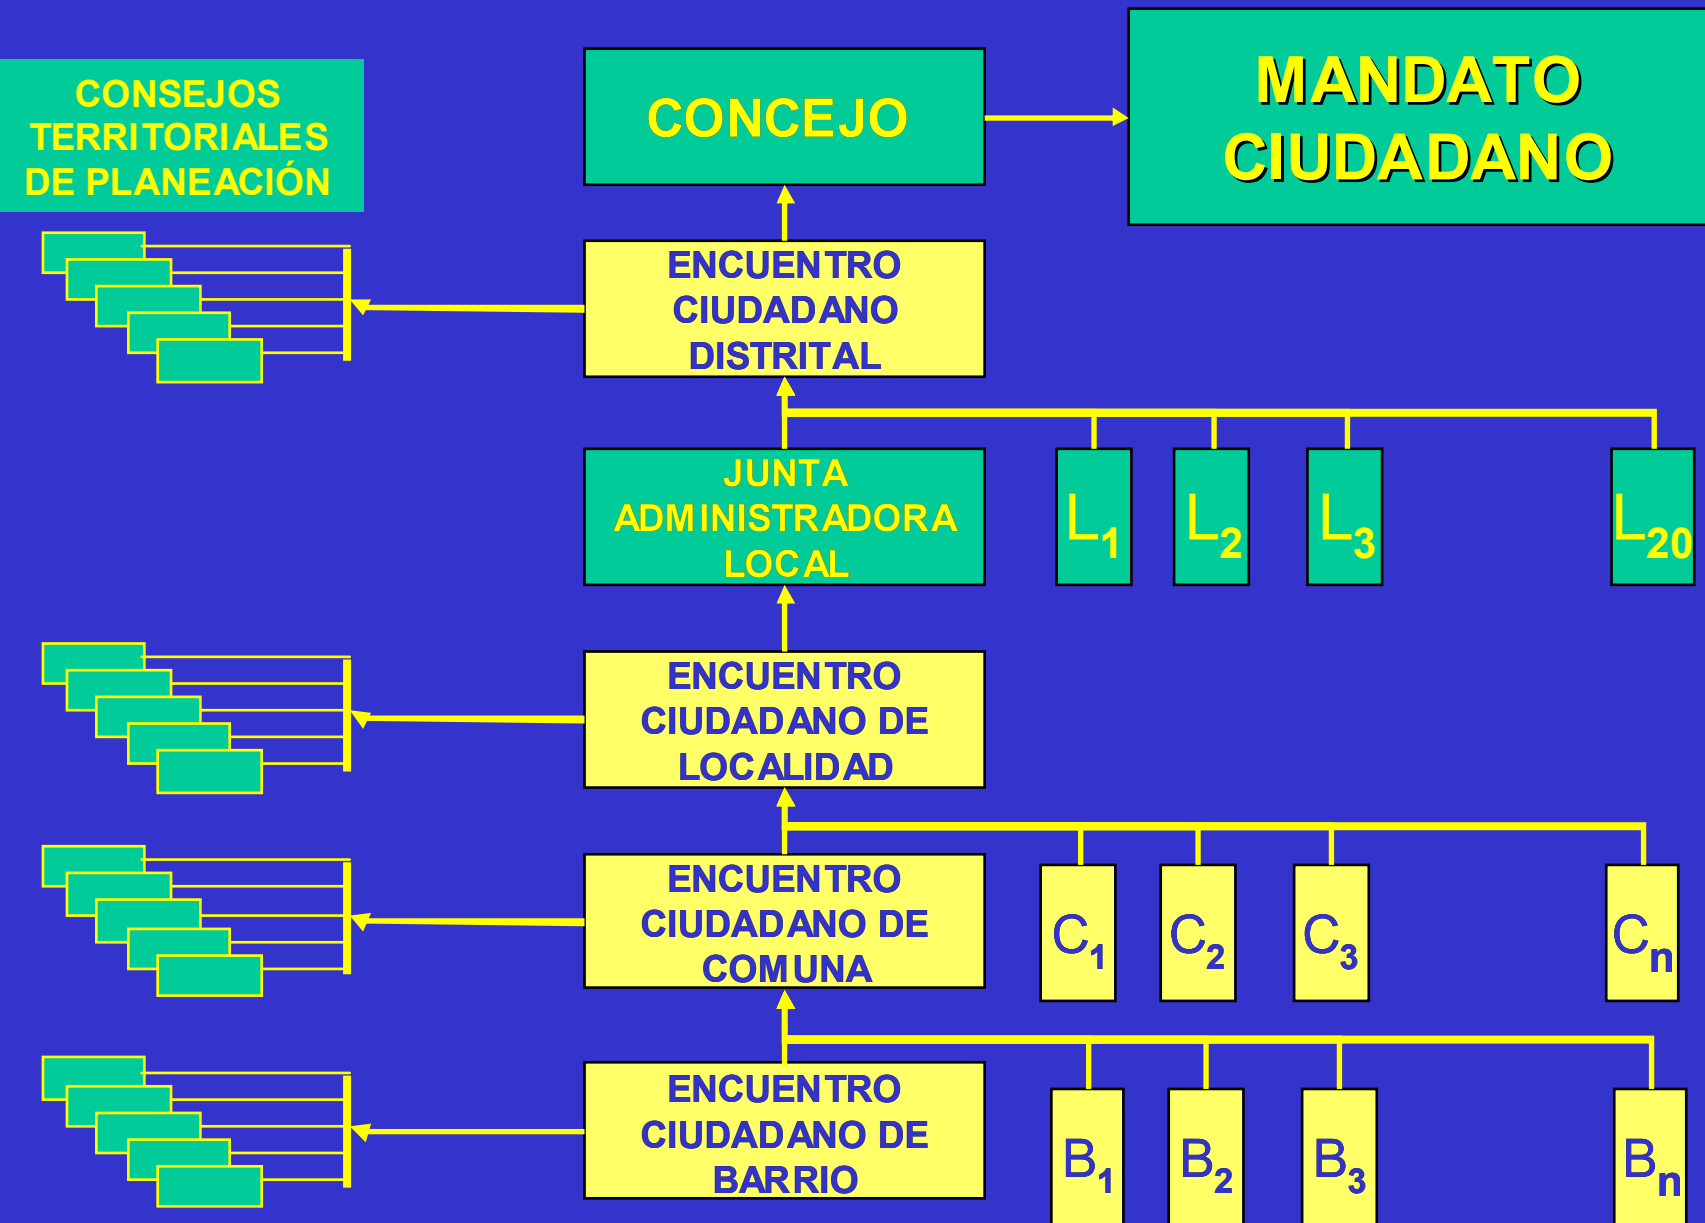 CONSEJOS
TERRITORIALES
DE PLANEACIÓN
CONCEJO
MANDATO
CIUDADANO
ENCUENTRO
CIUDADANO
DISTRITAL
JUNTA
ADMINISTRADORA
LOCAL
L1 L2 L3 L20
ENCUENTRO
CIUDADANO DE
LOCALIDAD
ENCUENTRO
CIUDADANO DE
COMUNA
C1 C2 C3 Cn
ENCUENTRO
CIUDADANO DE
BARRIO
B1 B2 B3 Bn